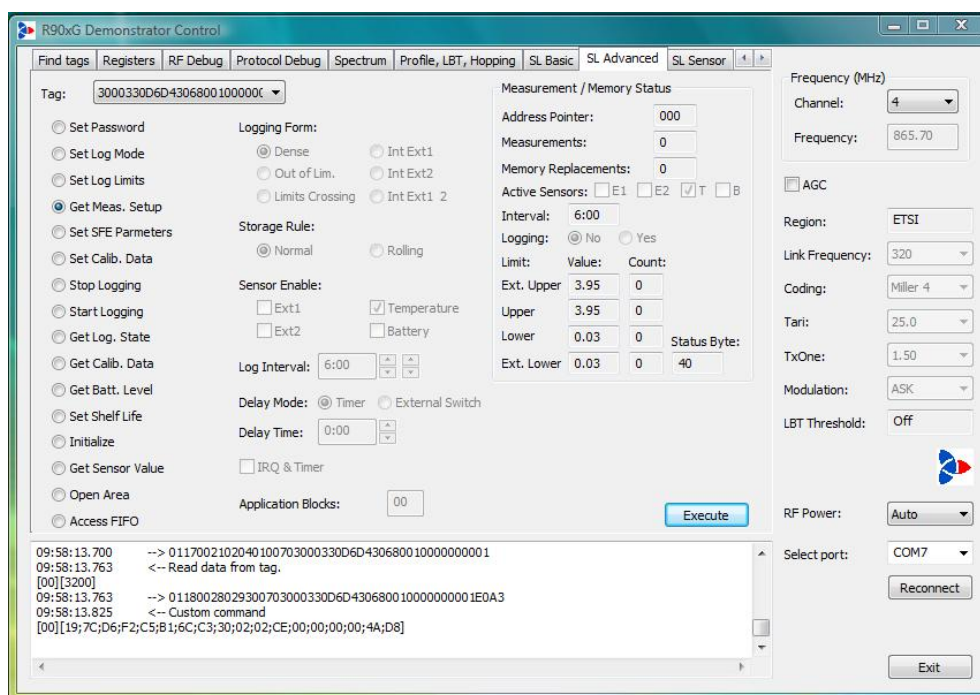 R90xG Demonstrator Control
Find tags Registers RF Debug Protocol Debug Spectrum Profile, LBT, Hopping SL Basic SL Advanced SL Sensor
Tag: 3000330D6D4306800100000(
Set Password
Set Log Mode
Set Log Limits
Get Meas. Setup
Set SFE Parmeters
Set Calib. Data
Stop Logging
Start Logging
Get Log. State
Get Calib. Data
Get Batt. Level
Set Shelf Life
Initialize
Get Sensor Value
Open Area
Access FIFO
Logging Form:
Dense Int Ext1
Out of Lim. Int Ext2
Limits Crossing Int Ext1 2
Storage Rule:
Normal Rolling
Sensor Enable:
Ext1 Temperature
Ext2 Battery
Log Interval: 6:00
Delay Mode: Timer External Switch
Delay Time: 0:00
IRQ & Timer
Application Blocks: 00
Measurement / Memory Status
Address Pointer: 000
Measurements: 0
Memory Replacements: 0
Active Sensors: E1 E2 T B
Interval: 6:00
Logging: No Yes
Limit: Value: Count:
Ext. Upper 3.95 0
Upper 3.95 0
Lower 0.03 0 Status Byte:
Ext. Lower 0.03 0 40
Execute
Frequency (MHz)
Channel: 4
Frequency: 865.70
AGC
Region: ETSI
Link Frequency: 320
Coding: Miller 4
Tari: 25.0
TxOne: 1.50
Modulation: ASK
LBT Threshold: Off
RF Power: Auto
Select port: COM7
Reconnect
Exit
09:58:13.700 --> 01170021020401007030003300D6D43068001000000001
09:58:13.763 <-- Read data from tag.
[00][3200]
09:58:13.763 --> 01180028029300703000330D6D43068001000000001E0A3
09:58:13.825 <-- Custom command
[00][19;7C;D6;F2;C5;B1;6C;C3;30;02;02;CE;00;00;00;00;4A;D8]